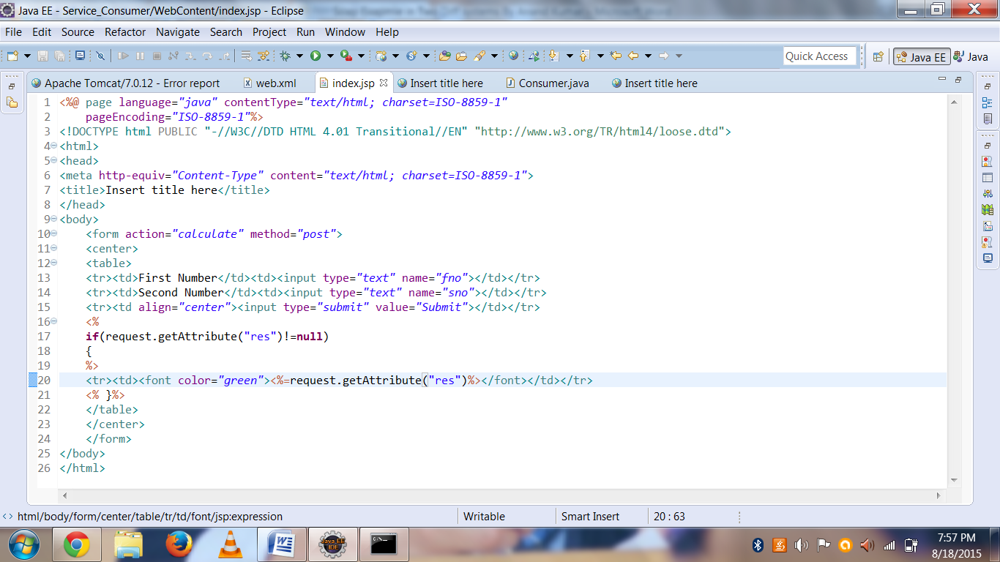 Java EE - Service_Consumer/WebContent/index.jsp - Eclipse
File Edit Source Refactor Navigate Search Project Run Window Help
Quick Access Java EE Java
Apache Tomcat/7.0.12 - Error report web.xml index.jsp Insert title here Consumer.java Insert title here
1 <%@ page language="java" contentType="text/html; charset=ISO-8859-1"
2 pageEncoding="ISO-8859-1"%>
3 <!DOCTYPE html PUBLIC "-//W3C//DTD HTML 4.01 Transitional//EN" "http://www.w3.org/TR/html4/loose.dtd">
4 <html>
5 <head>
6 <meta http-equiv="Content-Type" content="text/html; charset=ISO-8859-1">
7 <title>Insert title here</title>
8 </head>
9 <body>
10 <form action="calculate" method="post">
11 <center>
12 <table>
13 <tr><td>First Number</td><td><input type="text" name="fno"></td></tr>
14 <tr><td>Second Number</td><td><input type="text" name="sno"></td></tr>
15 <tr><td align="center"><input type="submit" value="Submit"></td></tr>
16 <%
17 if(request.getAttribute("res")!=null)
18 {
19 %>
20 <tr><td><font color="green"><%=request.getAttribute("res")%></font></td></tr>
21 <% }%>
22 </table>
23 </center>
24 </form>
25 </body>
26 </html>
html/body/form/center/table/tr/td/font/jsp:expression Writable Smart Insert 20 : 63
Java EE
IDE
7:57 PM
8/18/2015